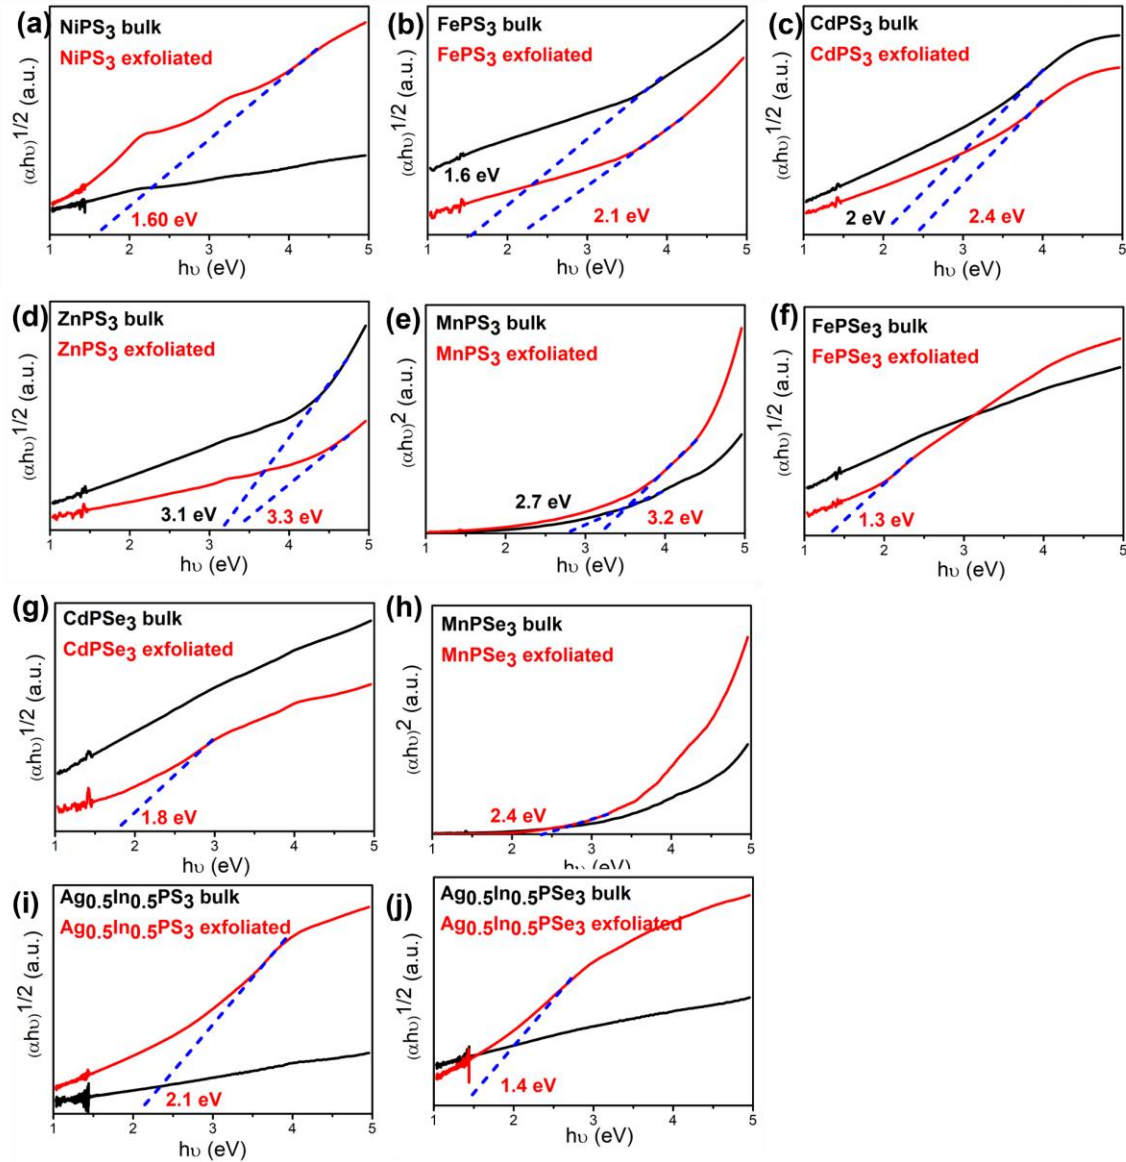 (a)
NiPS3 bulk
NiPS3 exfoliated
(αhυ)1/2 (a.u.)
1.60 eV
1 2 3 4 5
hυ (eV)
(b)
FePS3 bulk
FePS3 exfoliated
(αhυ)1/2 (a.u.)
1.6 eV
2.1 eV
1 2 3 4 5
hυ (eV)
(c)
CdPS3 bulk
CdPS3 exfoliated
(αhυ)1/2 (a.u.)
2 eV
2.4 eV
1 2 3 4 5
hυ (eV)
(d)
ZnPS3 bulk
ZnPS3 exfoliated
(αhυ)1/2 (a.u.)
3.1 eV
3.3 eV
1 2 3 4 5
hυ (eV)
(e)
MnPS3 bulk
MnPS3 exfoliated
(αhυ)2 (a.u.)
2.7 eV
3.2 eV
1 2 3 4 5
hυ (eV)
(f)
FePSe3 bulk
FePSe3 exfoliated
(αhυ)1/2 (a.u.)
1.3 eV
1 2 3 4 5
hυ (eV)
(g)
CdPSe3 bulk
CdPSe3 exfoliated
(αhυ)1/2 (a.u.)
1.8 eV
1 2 3 4 5
hυ (eV)
(h)
MnPSe3 bulk
MnPSe3 exfoliated
(αhυ)2 (a.u.)
2.4 eV
1 2 3 4 5
hυ (eV)
(i)
Ag0.5In0.5PS3 bulk
Ag0.5In0.5PS3 exfoliated
(αhυ)1/2 (a.u.)
2.1 eV
1 2 3 4 5
hυ (eV)
(j)
Ag0.5In0.5PSe3 bulk
Ag0.5In0.5PSe3 exfoliated
(αhυ)1/2 (a.u.)
1.4 eV
1 2 3 4 5
hυ (eV)